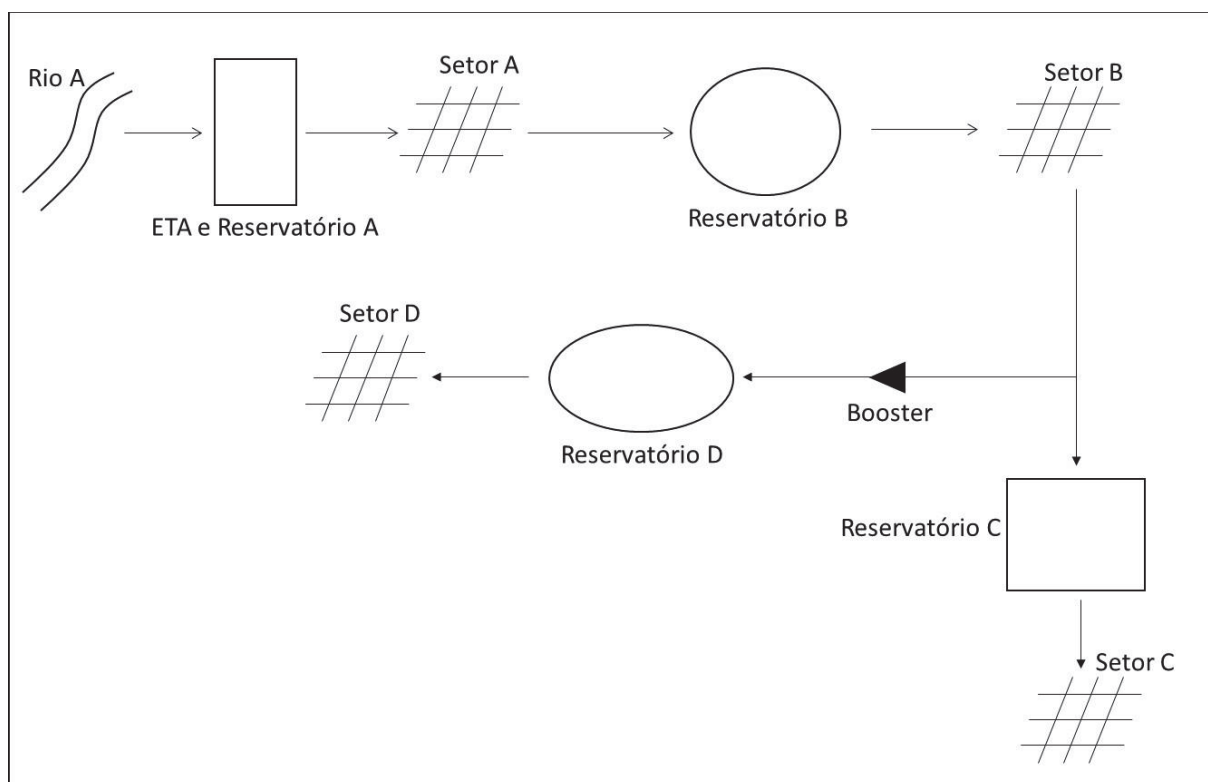 Rio A
Setor A
Setor B
ETA e Reservatório A
Reservatório B
Setor D
Booster
Reservatório D
Reservatório C
Setor C